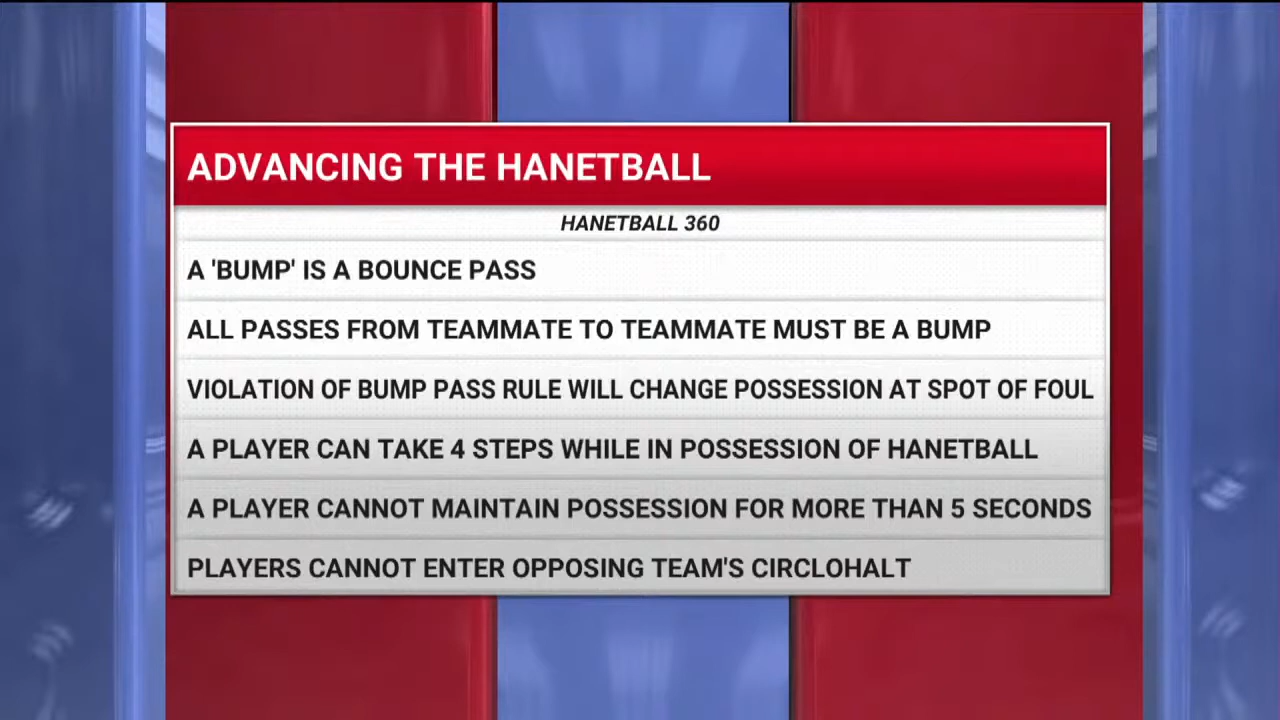 ADVANCING THE HANETBALL
HANETBALL 360
A 'BUMP' IS A BOUNCE PASS
ALL PASSES FROM TEAMMATE TO TEAMMATE MUST BE A BUMP
VIOLATION OF BUMP PASS RULE WILL CHANGE POSSESSION AT SPOT OF FOUL
A PLAYER CAN TAKE 4 STEPS WHILE IN POSSESSION OF HANETBALL
A PLAYER CANNOT MAINTAIN POSSESSION FOR MORE THAN 5 SECONDS
PLAYERS CANNOT ENTER OPPOSING TEAM'S CIRCLOHALT